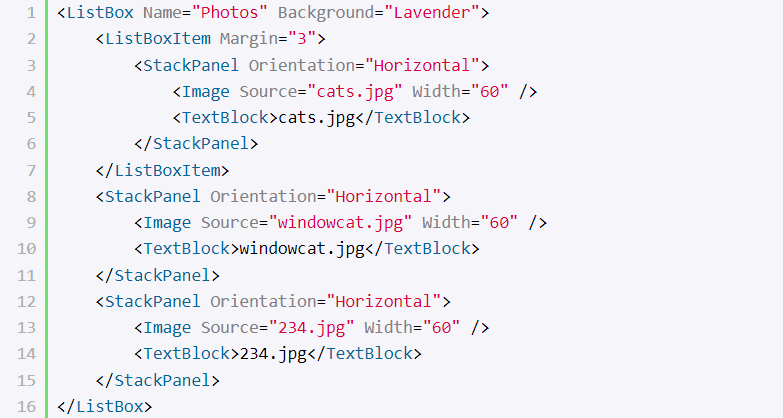 1 <ListBox Name="Photos" Background="Lavender">
2     <ListBoxItem Margin="3">
3         <StackPanel Orientation="Horizontal">
4             <Image Source="cats.jpg" Width="60" />
5             <TextBlock>cats.jpg</TextBlock>
6         </StackPanel>
7     </ListBoxItem>
8     <StackPanel Orientation="Horizontal">
9         <Image Source="windowcat.jpg" Width="60" />
10         <TextBlock>windowcat.jpg</TextBlock>
11     </StackPanel>
12     <StackPanel Orientation="Horizontal">
13         <Image Source="234.jpg" Width="60" />
14         <TextBlock>234.jpg</TextBlock>
15     </StackPanel>
16 </ListBox>